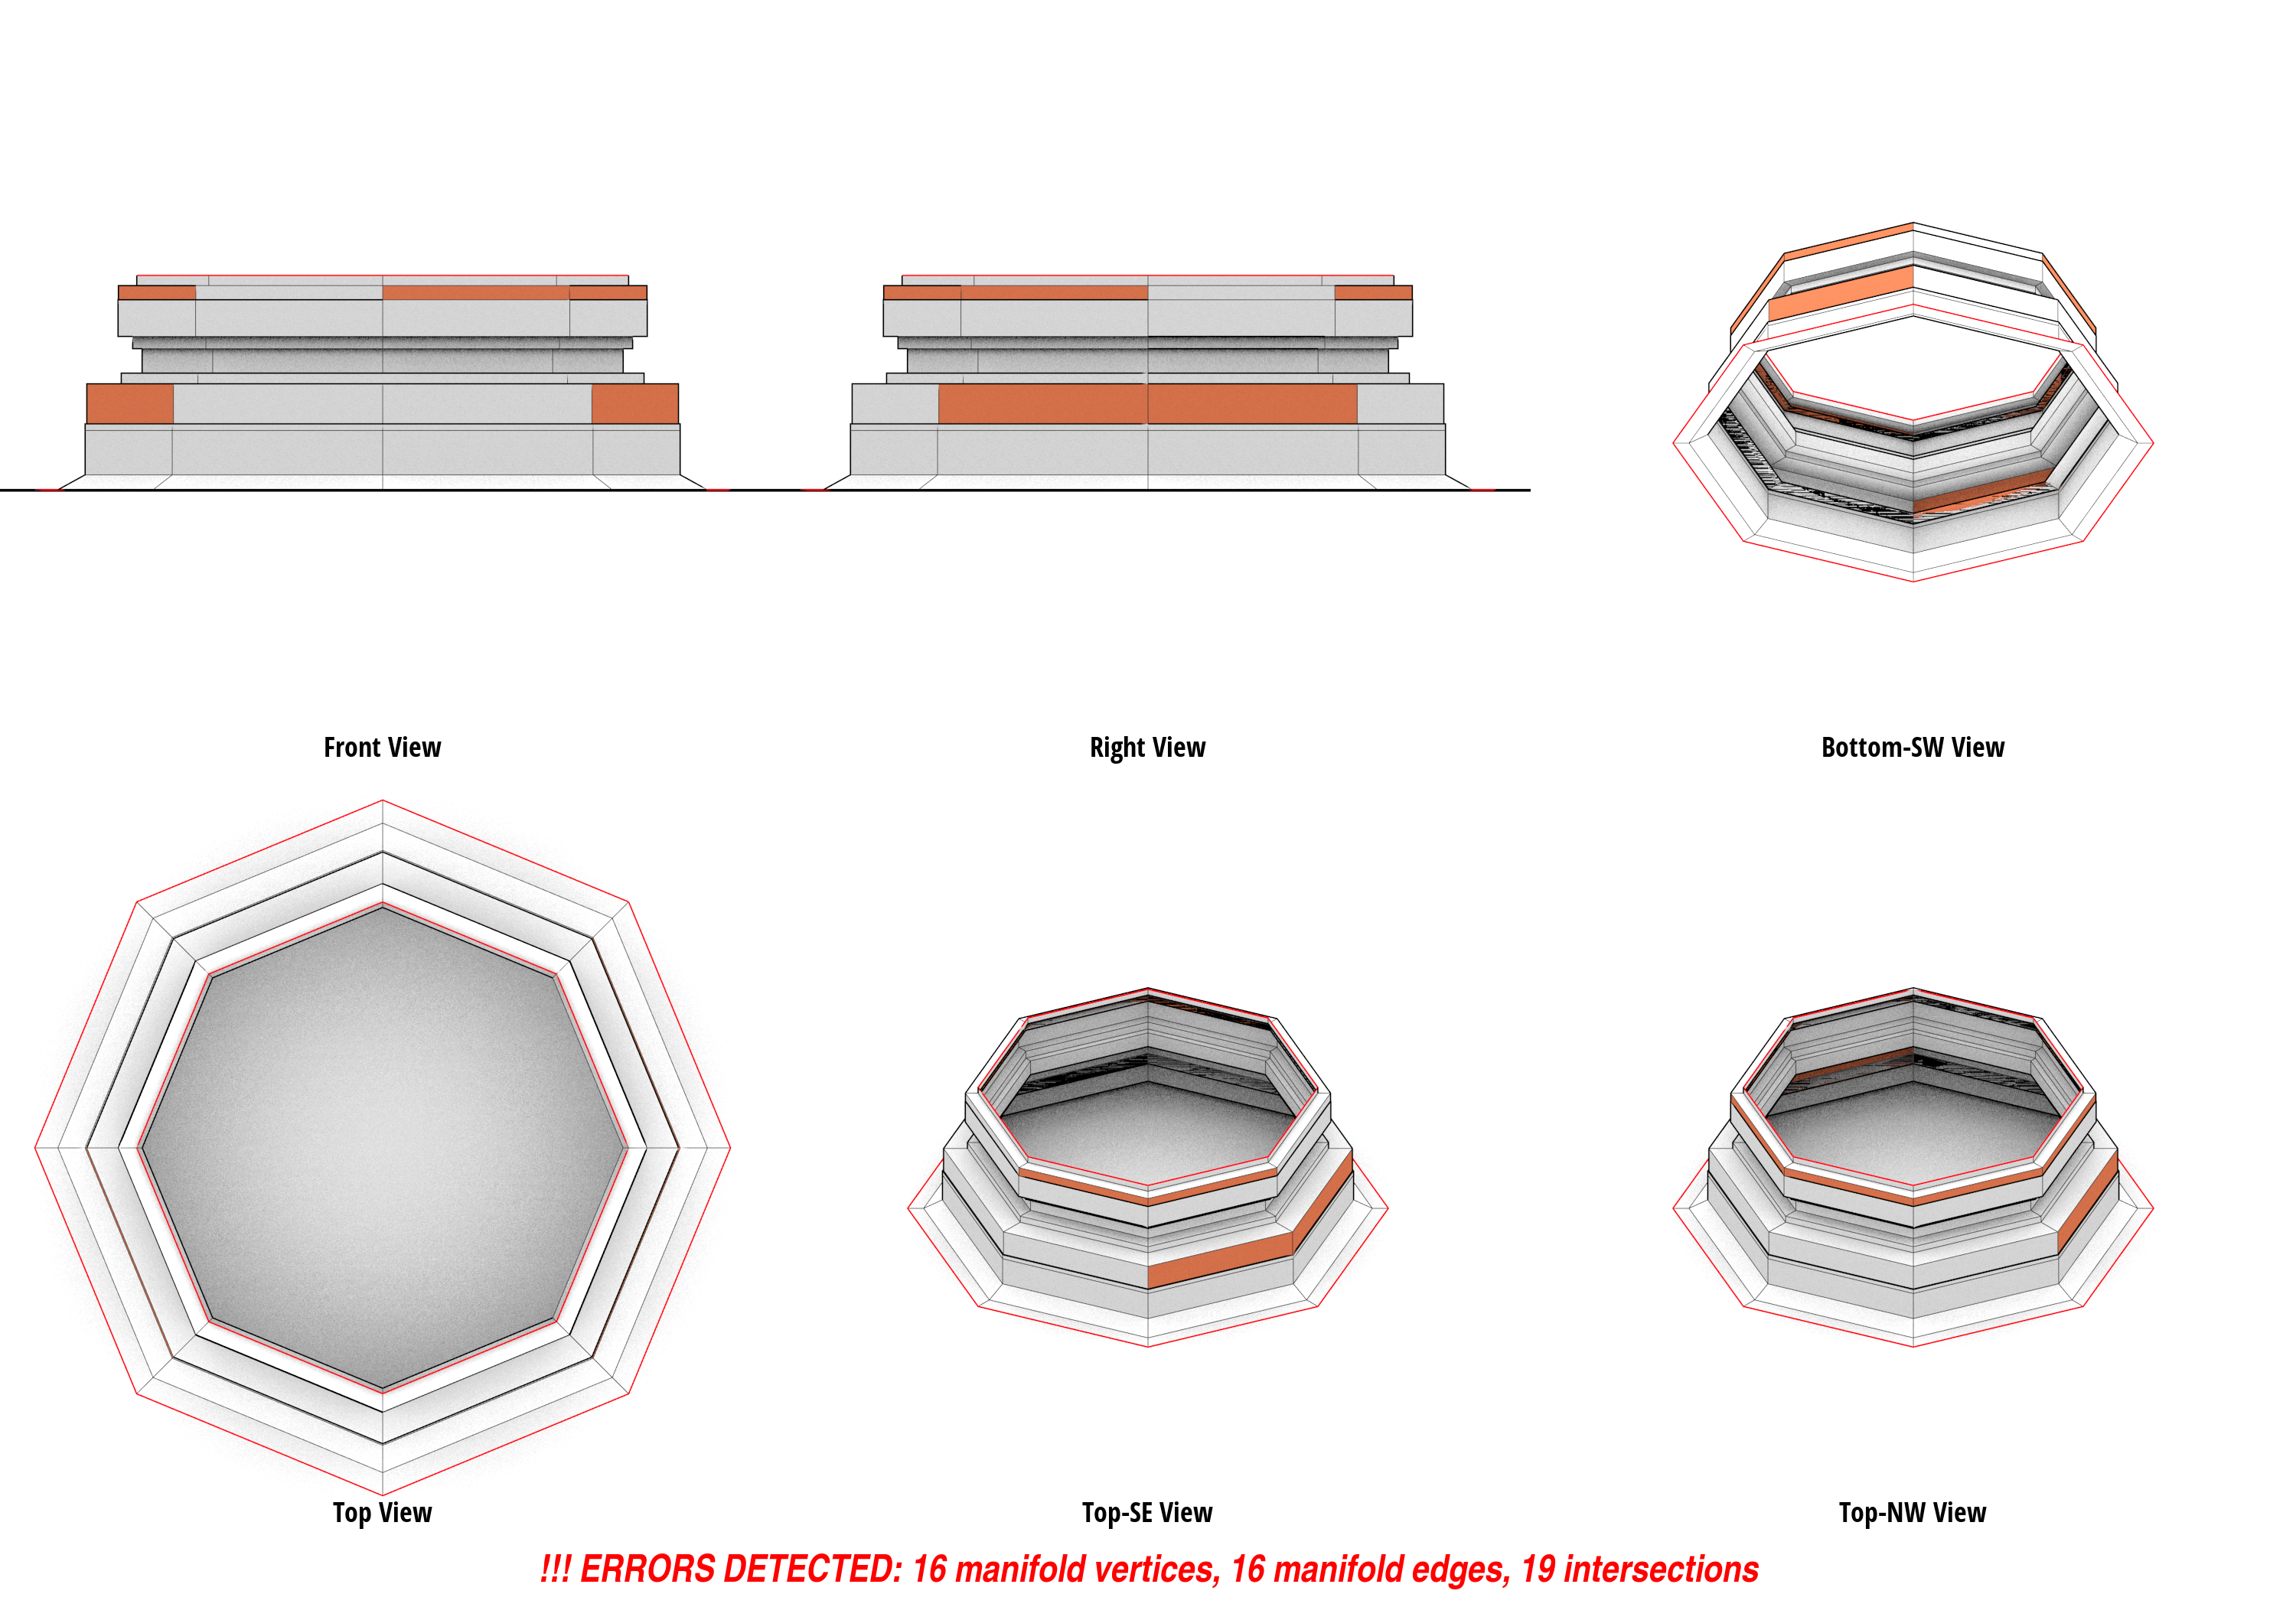 Front View
Right View
Bottom-SW View
Top View
Top-SE View
Top-NW View
!!! ERRORS DETECTED: 16 manifold vertices, 16 manifold edges, 19 intersections